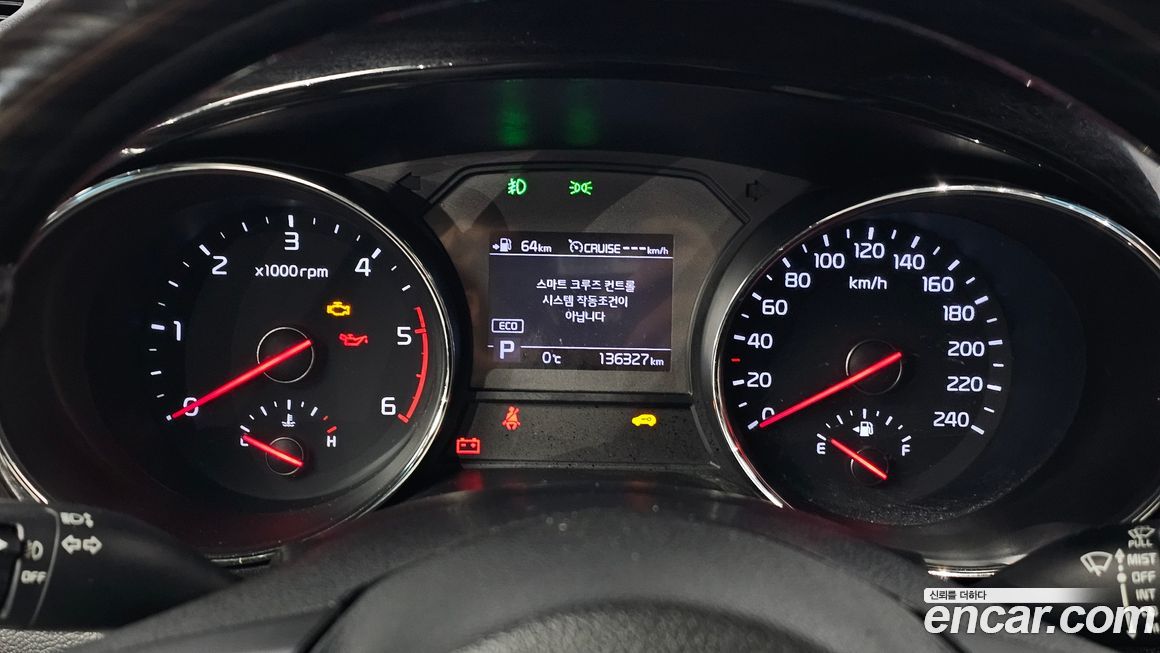 64km CRUISE ---km/h
스마트 크루즈 컨트롤
시스템 작동조건이
아닙니다
ECO
P 0℃ 136327km
0 1 2 3 4 5 6
x1000 rpm
H
0 20 40 60 80 100 120 140 160 180 200 220 240
km/h
E F
OFF
PULL
MIST
OFF
INT
신뢰를 더하다
encar.com